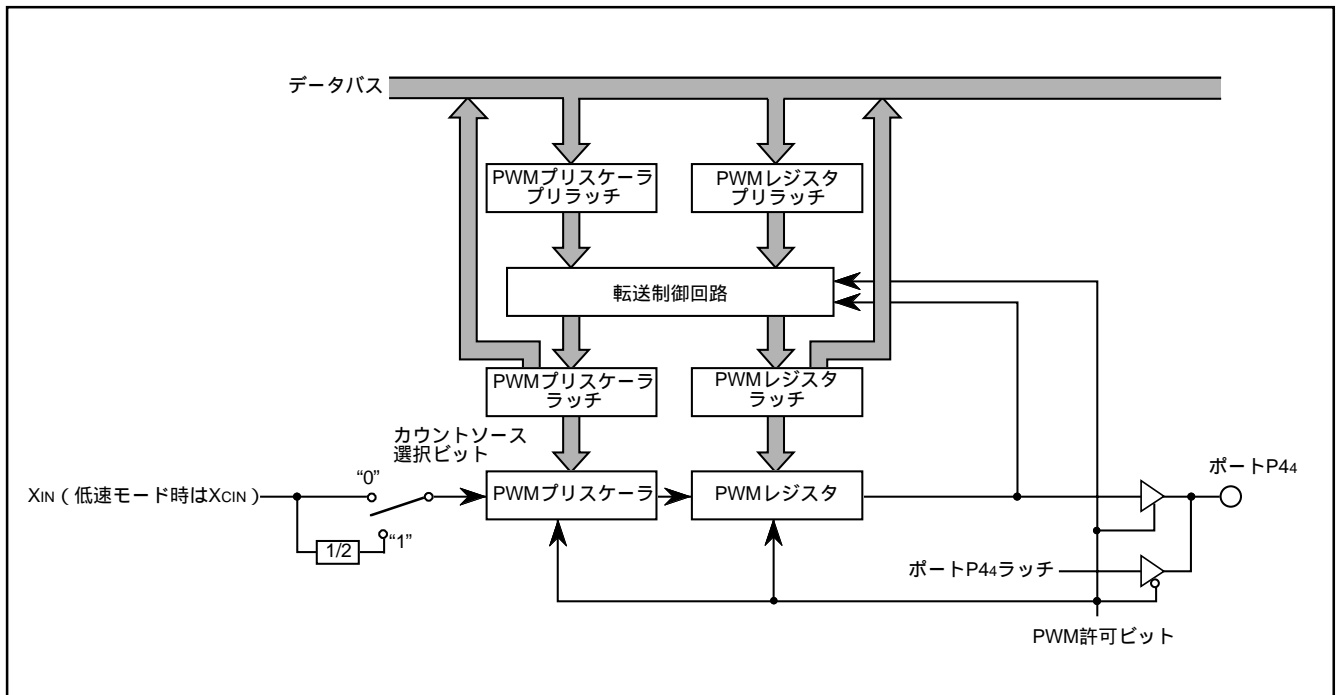 データバス
PWMプリスケーラ
プリラッチ
PWMレジスタ
プリラッチ
転送制御回路
PWMプリスケーラ
ラッチ
PWMレジスタ
ラッチ
カウントソース
選択ビット
“0”
XIN（低速モード時はXCIN）
PWMプリスケーラ
PWMレジスタ
ポートP44
“1”
1/2
ポートP44ラッチ
PWM許可ビット